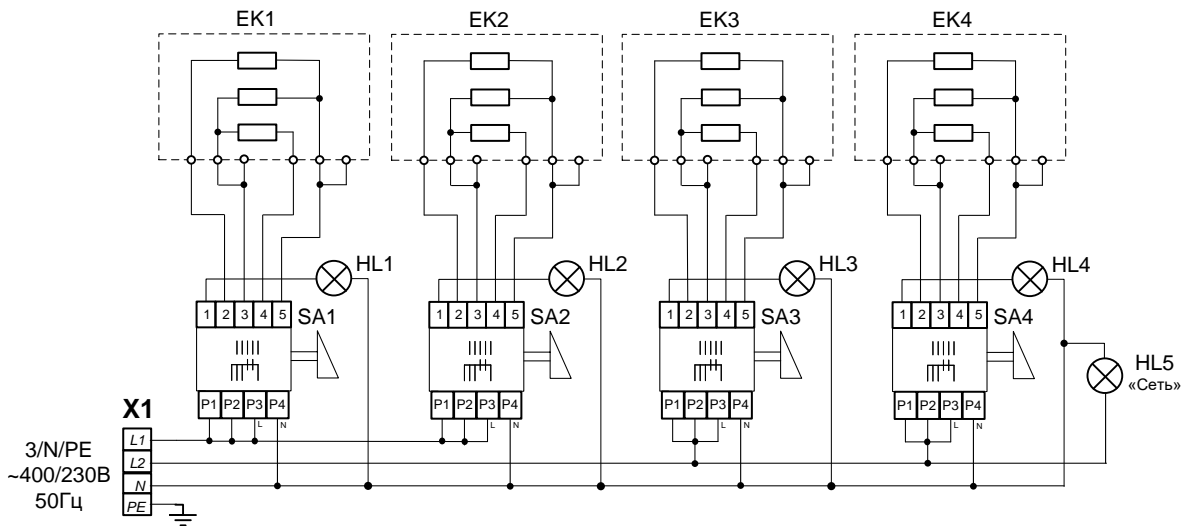 EK1 EK2 EK3 EK4
HL1 HL2 HL3 HL4
1 2 3 4 5 SA1 1 2 3 4 5 SA2 1 2 3 4 5 SA3 1 2 3 4 5 SA4
HL5
«Сеть»
P1 P2 P3 P4 P1 P2 P3 P4 P1 P2 P3 P4 P1 P2 P3 P4
L N L N L N L N
X1
3/N/PE
~400/230В
50Гц
L1
L2
N
PE